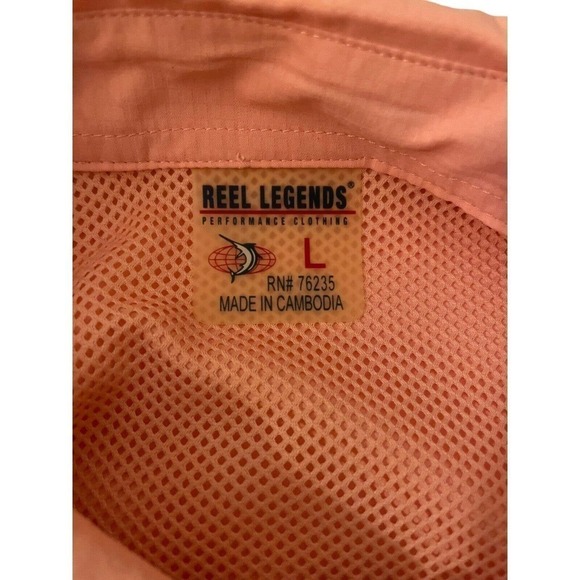 REEL LEGENDS®
PERFORMANCE CLOTHING
L
RN# 76235
MADE IN CAMBODIA